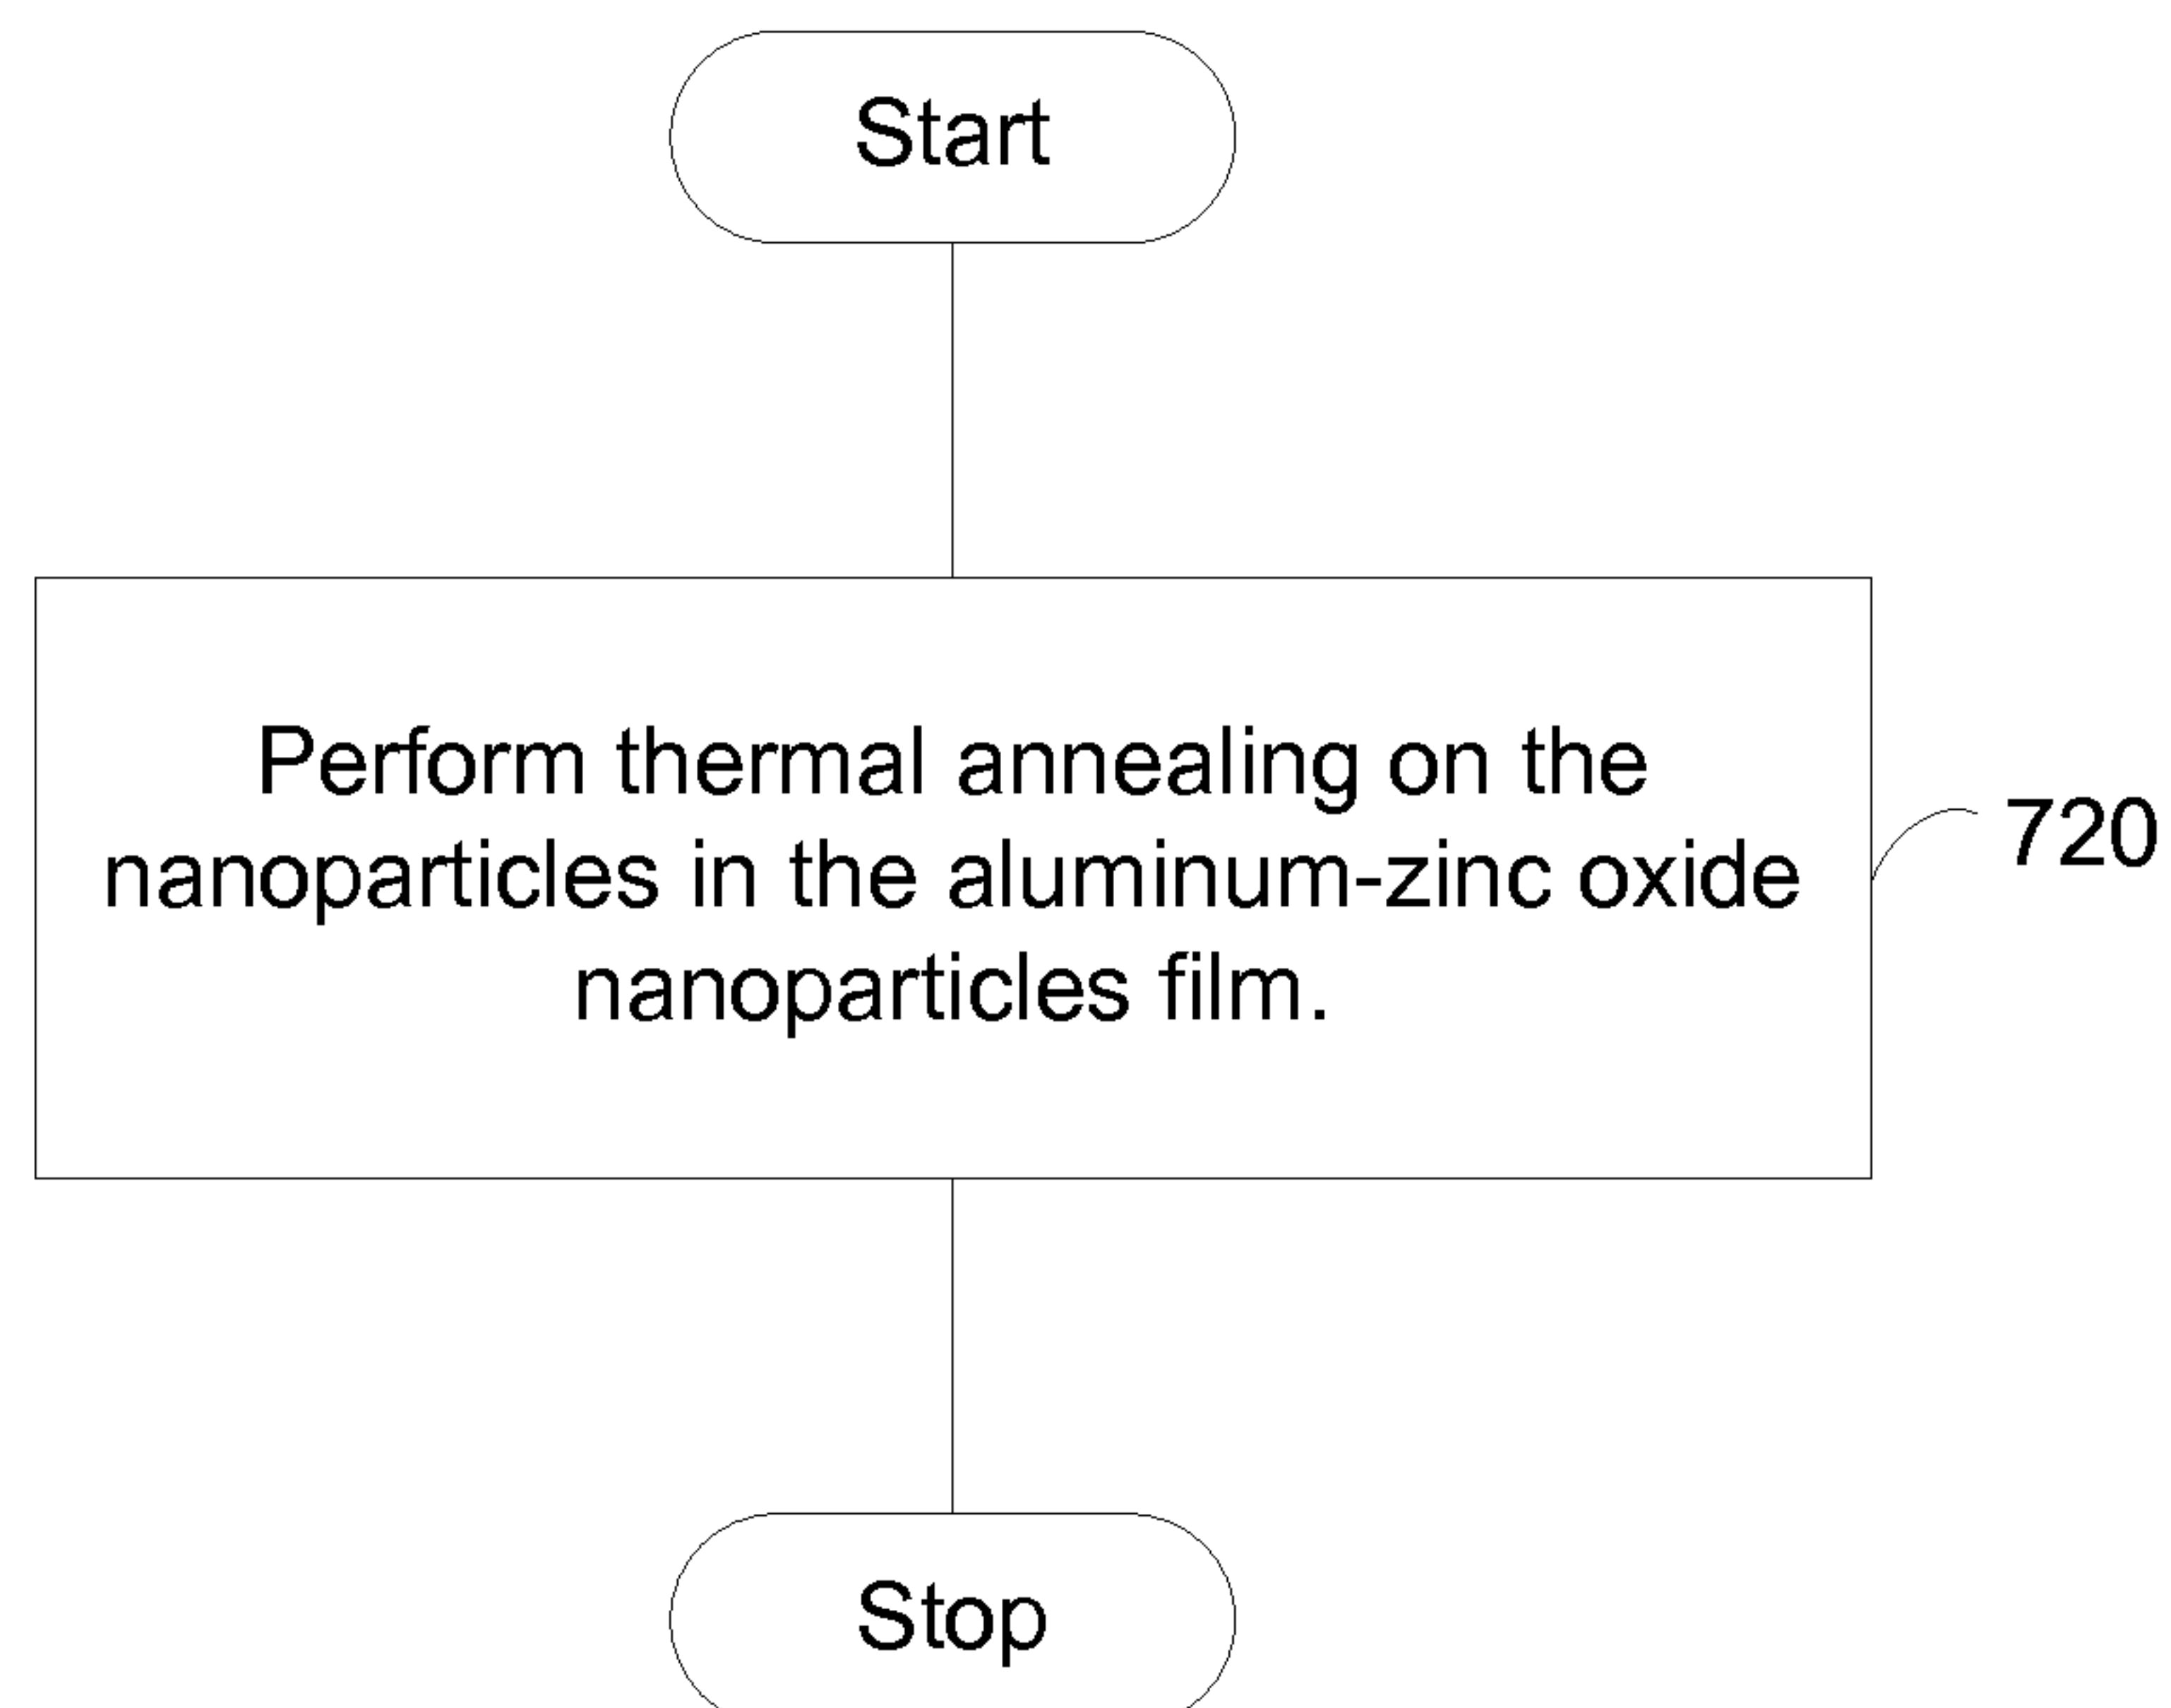 Start
Perform thermal annealing on the
nanoparticles in the aluminum-zinc oxide
nanoparticles film.
720
Stop